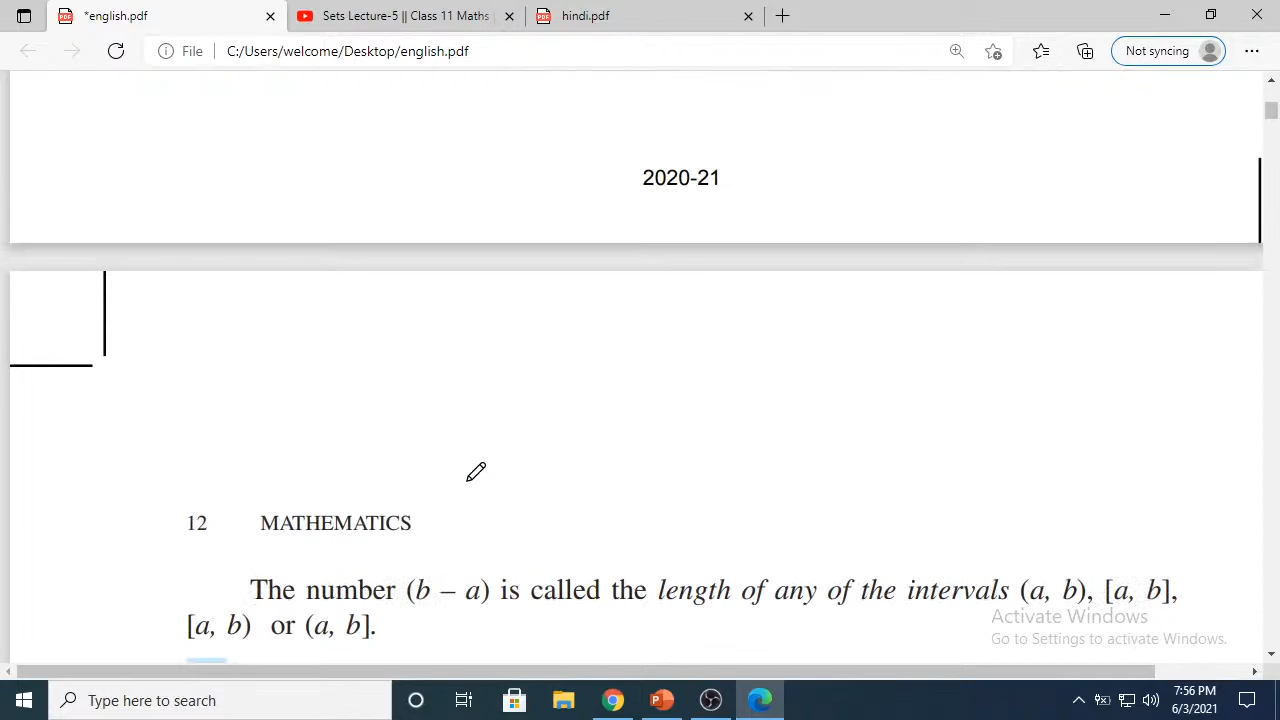 *english.pdf
Sets Lecture-5 || Class 11 Maths
hindi.pdf
File
C:/Users/welcome/Desktop/english.pdf
Not syncing
2020-21
12 MATHEMATICS
The number (b – a) is called the length of any of the intervals (a, b), [a, b],
[a, b) or (a, b].
Activate Windows
Go to Settings to activate Windows.
Type here to search
7:56 PM
6/3/2021